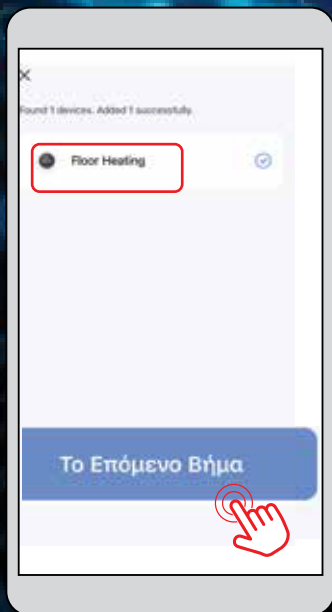 Found 1 devices. Added 1 successfully.
Floor Heating
Το Επόμενο Βήμα